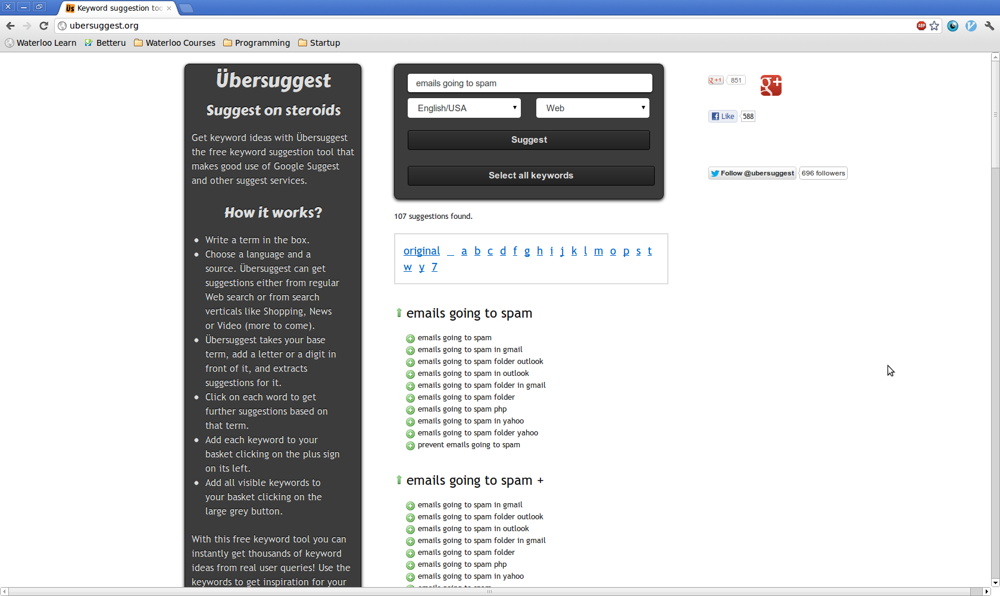 Keyword suggestion too
ubersuggest.org
ABP
Waterloo Learn
Betteru
Waterloo Courses
Programming
Startup
Übersuggest
Suggest on steroids
Get keyword ideas with Übersuggest
the free keyword suggestion tool that
makes good use of Google Suggest
and other suggest services.
How it works?
Write a term in the box.
Choose a language and a
source. Übersuggest can get
suggestions either from regular
Web search or from search
verticals like Shopping, News
or Video (more to come).
Übersuggest takes your base
term, add a letter or a digit in
front of it, and extracts
suggestions for it.
Click on each word to get
further suggestions based on
that term.
Add each keyword to your
basket clicking on the plus sign
on its left.
Add all visible keywords to
your basket clicking on the
large grey button.
With this free keyword tool you can
instantly get thousands of keyword
ideas from real user queries! Use the
keywords to get inspiration for your
emails going to spam
English/USA
Web
Suggest
Select all keywords
107 suggestions found.
original _ a b c d f g h i j k l m o p s t
w y 7
emails going to spam
emails going to spam
emails going to spam in gmail
emails going to spam folder outlook
emails going to spam in outlook
emails going to spam folder in gmail
emails going to spam folder
emails going to spam php
emails going to spam in yahoo
emails going to spam folder yahoo
prevent emails going to spam
emails going to spam +
emails going to spam in gmail
emails going to spam folder outlook
emails going to spam in outlook
emails going to spam folder in gmail
emails going to spam folder
emails going to spam php
emails going to spam in yahoo
g +1 851
g+
Like 588
Follow @ubersuggest 696 followers